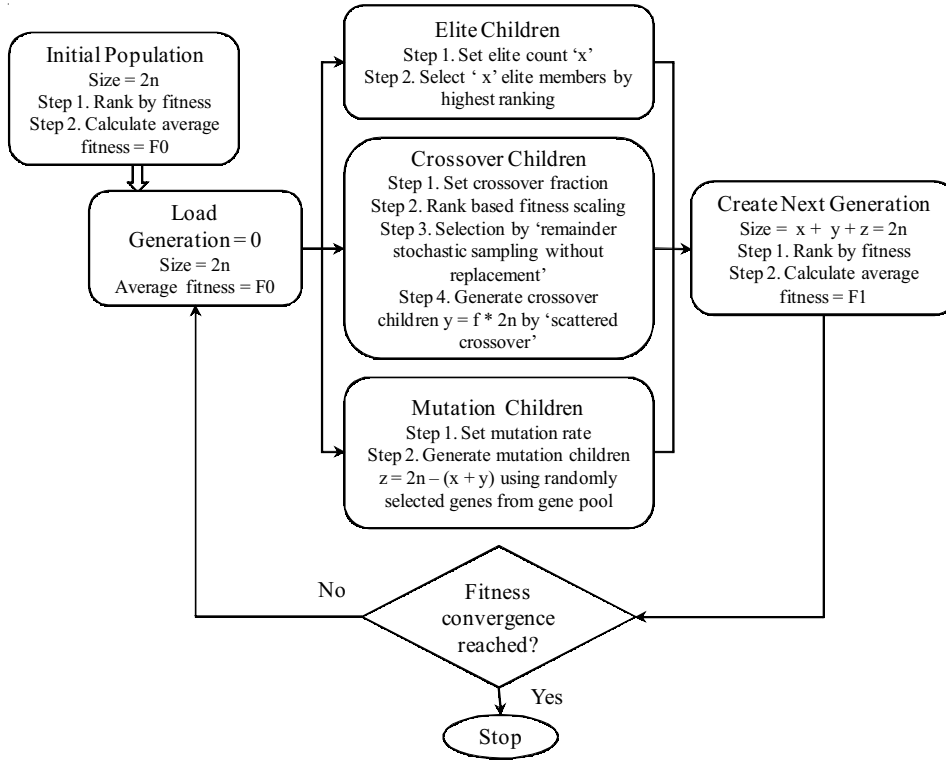 Initial Population
Size = 2n
Step 1. Rank by fitness
Step 2. Calculate average
fitness = F0
Load
Generation = 0
Size = 2n
Average fitness = F0
Elite Children
Step 1. Set elite count ‘x’
Step 2. Select ‘ x’ elite members by
highest ranking
Crossover Children
Step 1. Set crossover fraction
Step 2. Rank based fitness scaling
Step 3. Selection by ‘remainder
stochastic sampling without
replacement’
Step 4. Generate crossover
children y = f * 2n by ‘scattered
crossover’
Mutation Children
Step 1. Set mutation rate
Step 2. Generate mutation children
z = 2n – (x + y) using randomly
selected genes from gene pool
Create Next Generation
Size = x + y + z = 2n
Step 1. Rank by fitness
Step 2. Calculate average
fitness = F1
Fitness
convergence
reached?
No
Yes
Stop